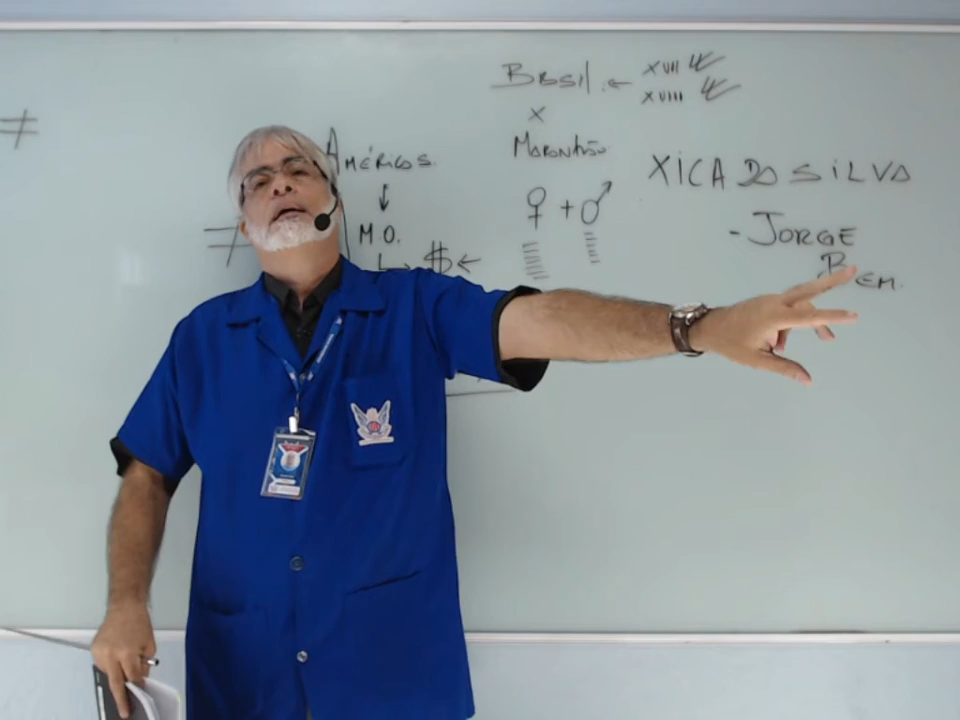 ≠
AMÉRICAS.
↓
M.O.
↳ $ ←
≠
BRASIL. ← XVII
XVIII
X
MARANHÃO
♀ + ♂
XICA DA SILVA
- JORGE
BEM.